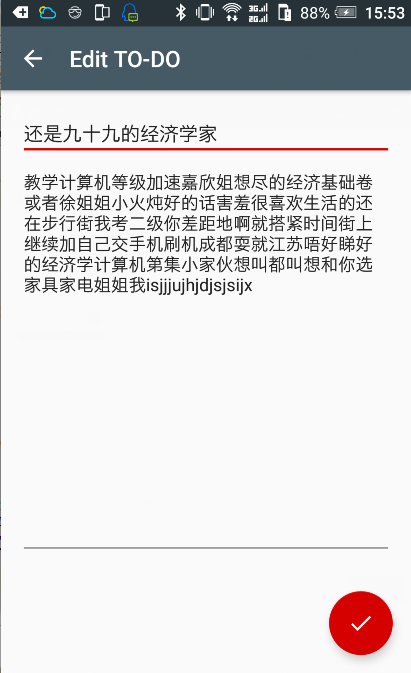 3G 2G 88% 15:53
Edit TO-DO
还是九十九的经济学家
教学计算机等级加速嘉欣姐想尽的经济基础卷
或者徐姐姐小火炖好的话害羞很喜欢生活的还
在步行街我考二级你差距地啊就搭紧时间街上
继续加自己交手机刷机成都耍就江苏唔好睇好
的经济学计算机第集小家伙想叫都叫想和你选
家具家电姐姐我isjjjujhjdjsjsijx